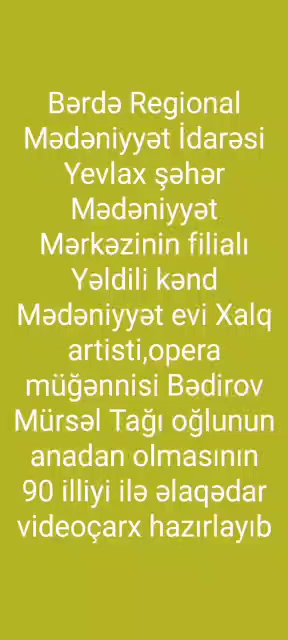 Bərdə Regional
Mədəniyyət İdarəsi
Yevlax şəhər
Mədəniyyət
Mərkəzinin filialı
Yəldili kənd
Mədəniyyət evi Xalq
artisti,opera
müğənnisi Bədirov
Mürsəl Tağı oğlunun
anadan olmasının
90 illiyi ilə əlaqədar
videoçarx hazırlayıb